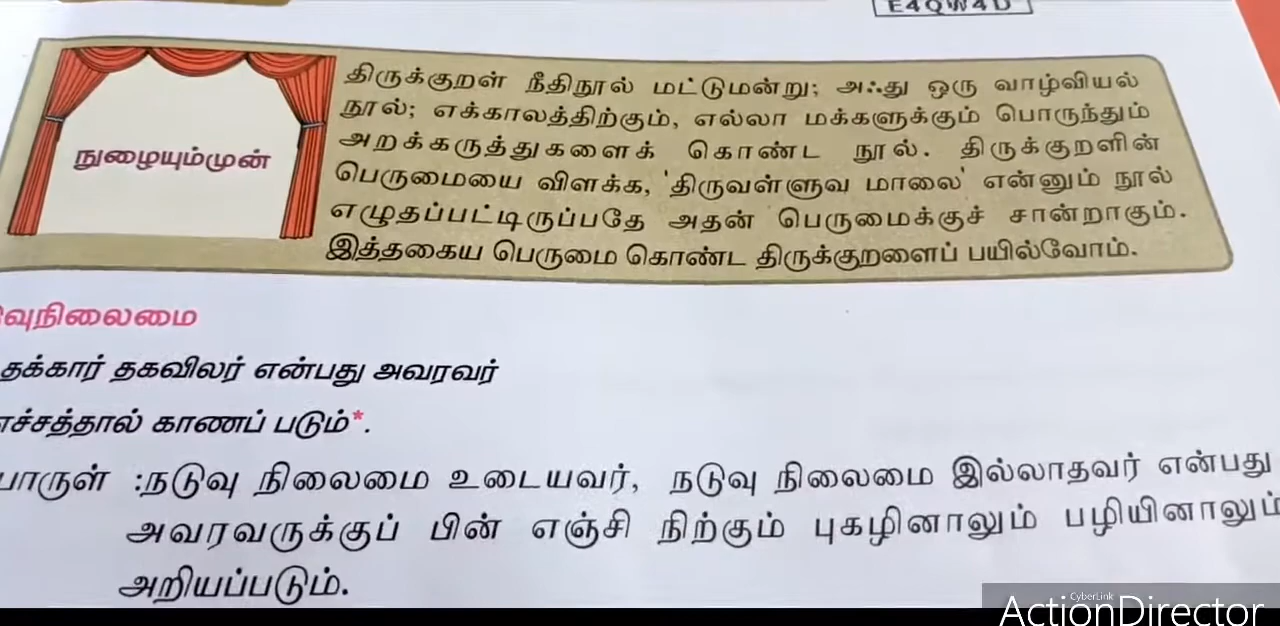 E4QW4D
திருக்குறள் நீதிநூல் மட்டுமன்று; அஃது ஒரு வாழ்வியல்
நூல்; எக்காலத்திற்கும், எல்லா மக்களுக்கும் பொருந்தும்
நுழையும்முன்
அறக்கருத்துகளைக் கொண்ட நூல். திருக்குறளின்
பெருமையை விளக்க, 'திருவள்ளுவ மாலை' என்னும் நூல்
எழுதப்பட்டிருப்பதே அதன் பெருமைக்குச் சான்றாகும்.
இத்தகைய பெருமை கொண்ட திருக்குறளைப் பயில்வோம்.
வுநிலைமை
தக்கார் தகவிலர் என்பது அவரவர்
எச்சத்தால் காணப் படும்*.
பாருள் :நடுவு நிலைமை உடையவர், நடுவு நிலைமை இல்லாதவர் என்பது
அவரவருக்குப் பின் எஞ்சி நிற்கும் புகழினாலும் பழியினாலும்
அறியப்படும்.
CyberLink
ActionDirector